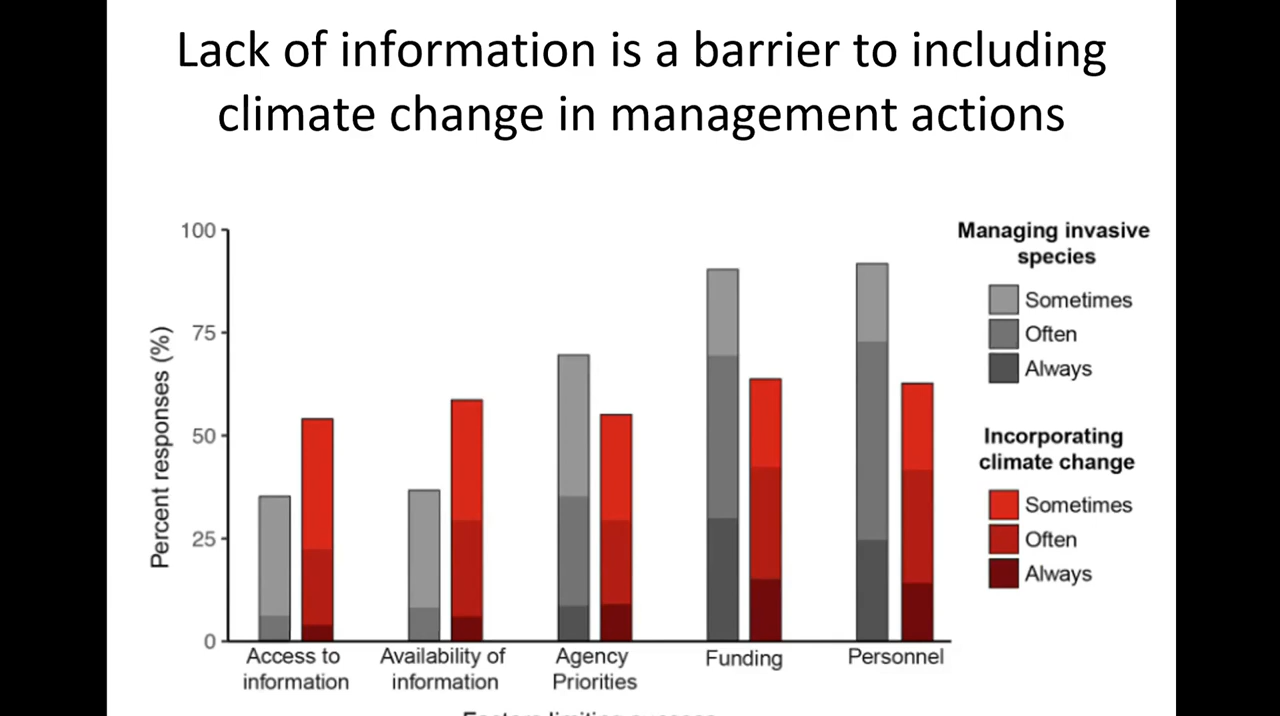 Lack of information is a barrier to including
climate change in management actions
100
75
50
25
0
Percent responses (%)
Access to
information
Availability of
information
Agency
Priorities
Funding
Personnel
Managing invasive
species
Sometimes
Often
Always
Incorporating
climate change
Sometimes
Often
Always